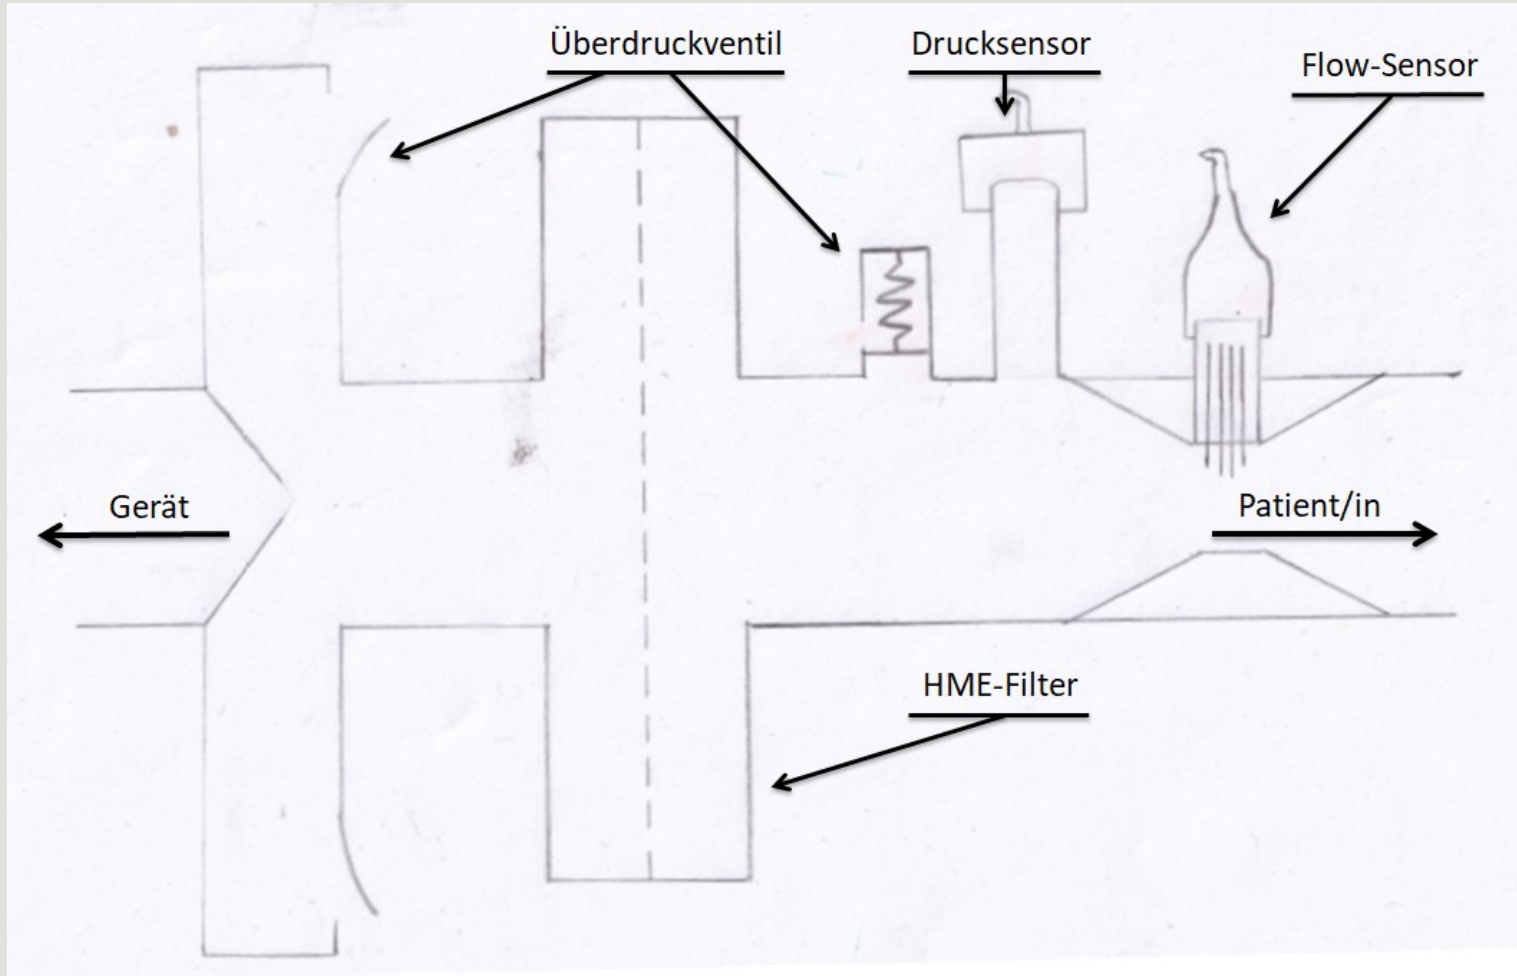 Überdruckventil
Drucksensor
Flow-Sensor
Gerät
Patient/in
HME-Filter